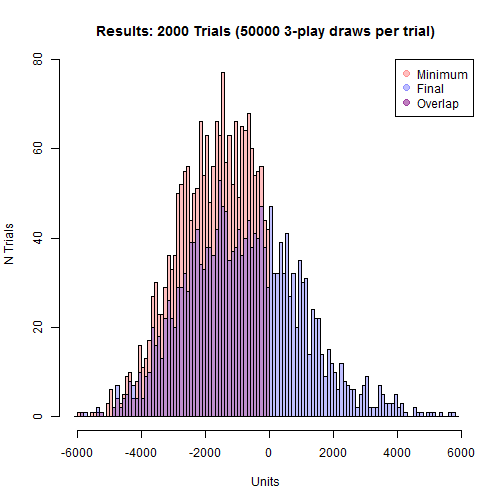 Results: 2000 Trials (50000 3-play draws per trial)
Minimum
Final
Overlap
80
60
40
20
0
N Trials
-6000 -4000 -2000 0 2000 4000 6000
Units